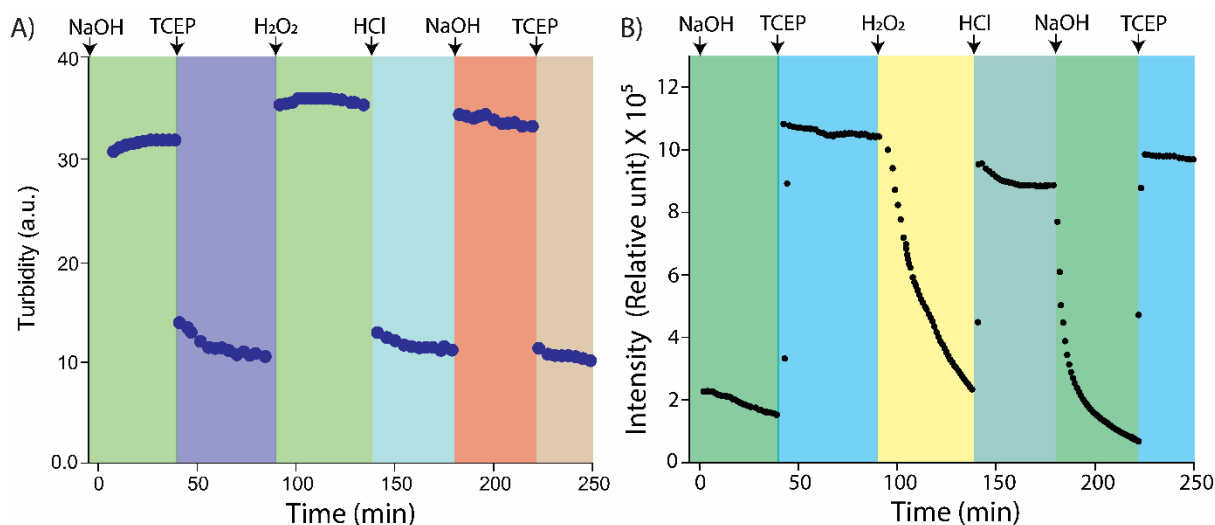 A)
NaOH TCEP H₂O₂ HCl NaOH TCEP
40
30
20
10
0.0
Turbidity (a.u.)
0 50 100 150 200 250
Time (min)
B)
NaOH TCEP H₂O₂ HCl NaOH TCEP
12
10
8
6
4
2
0
Intensity (Relative unit) X 10⁵
0 50 100 150 200 250
Time (min)